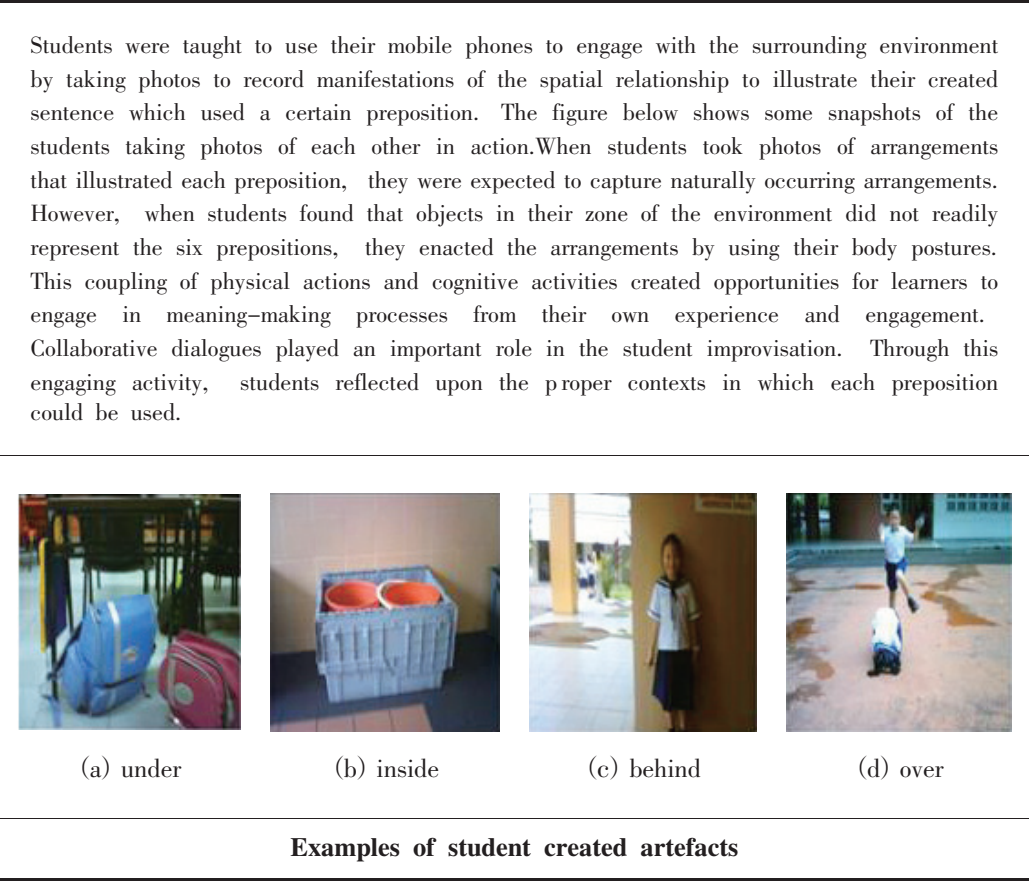 Students were taught to use their mobile phones to engage with the surrounding environment
by taking photos to record manifestations of the spatial relationship to illustrate their created
sentence which used a certain preposition. The figure below shows some snapshots of the
students taking photos of each other in action.When students took photos of arrangements
that illustrated each preposition, they were expected to capture naturally occurring arrangements.
However, when students found that objects in their zone of the environment did not readily
represent the six prepositions, they enacted the arrangements by using their body postures.
This coupling of physical actions and cognitive activities created opportunities for learners to
engage in meaning-making processes from their own experience and engagement.
Collaborative dialogues played an important role in the student improvisation. Through this
engaging activity, students reflected upon the proper contexts in which each preposition
could be used.
(a) under
(b) inside
(c) behind
(d) over
Examples of student created artefacts